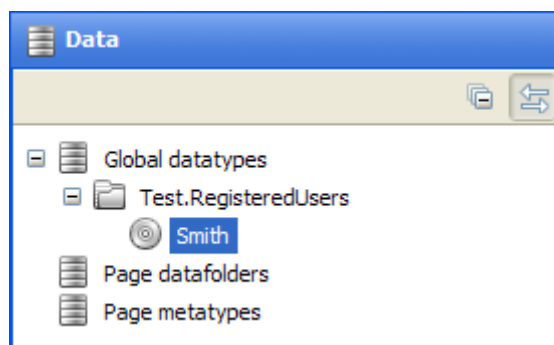 Data
Global datatypes
Test.RegisteredUsers
Smith
Page datafolders
Page metatypes